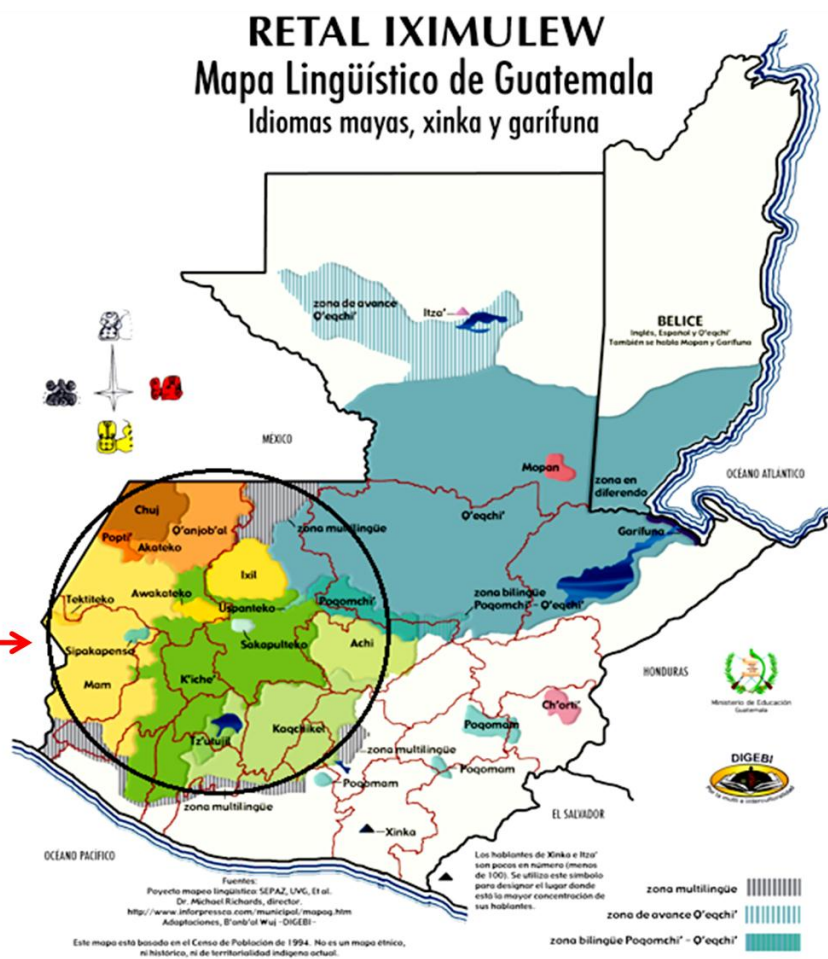 RETAL IXIMULEW
Mapa Lingüístico de Guatemala
Idiomas mayas, xinka y garífuna
zona de avance
Q'eqchi'
Itza'
BELICE
Inglés, Español y Q'eqchi'
También se habla Mopan y Garífuna
MÉXICO
Mopan
zona en
diferendo
OCÉANO ATLÁNTICO
Chuj
Q'anjob'al
Popti'
Akateko
zona multilingüe
Q'eqchi'
Garífuna
Ixil
Tektiteko
Awakateko
Uspanteko
Poqomchi'
zona bilingüe
Poqomchi' - Q'eqchi'
Sipakapense
Sakapulteko
Achi
Mam
K'iche'
HONDURAS
Ministerio de Educación
Guatemala
Ch'orti'
Poqomam
Kaqchikel
Tz'utujil
zona multilingüe
Poqomam
Poqomam
zona multilingüe
DIGEBI
Por la multi e interculturalidad
Xinka
EL SALVADOR
OCÉANO PACÍFICO
Los hablantes de Xinka e Itza'
son pocos en número (menos
de 100). Se utiliza este símbolo
para designar el lugar donde
está la mayor concentración de
sus hablantes.
Fuentes:
Poyecto mapeo lingüística: SEPAZ, UVG, Et al.
Dr. Michael Richards, director.
http://www.inforpressca.com/municipal/mapog.htm
Adaptaciones, B'anb'al Wuj -DIGEBI-
Este mapa está basado en el Censo de Población de 1994. No es un mapa étnico,
ni histórico, ni de territorialidad indígena actual.
zona multilingüe
zona de avance Q'eqchi'
zona bilingüe Poqomchi' - Q'eqchi'